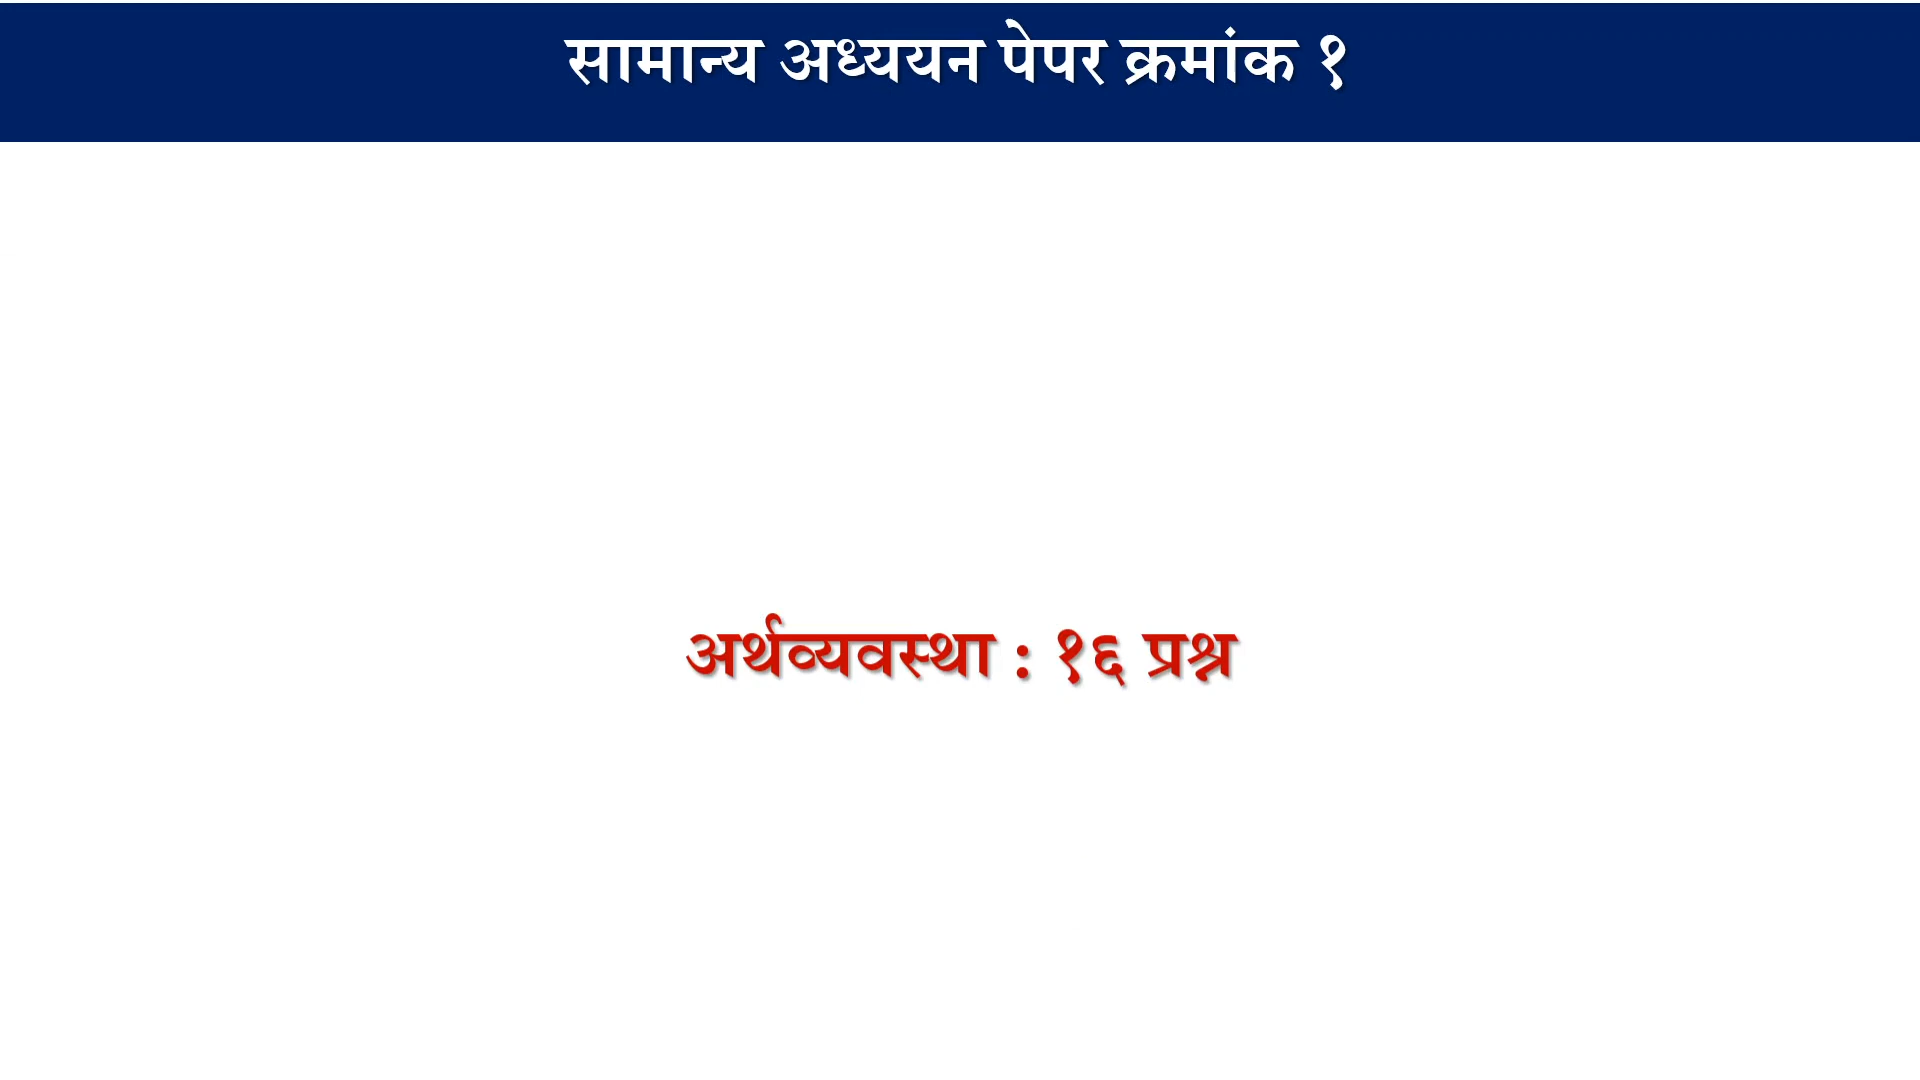 सामान्य अध्ययन पेपर क्रमांक १
अर्थव्यवस्था : १६ प्रश्न